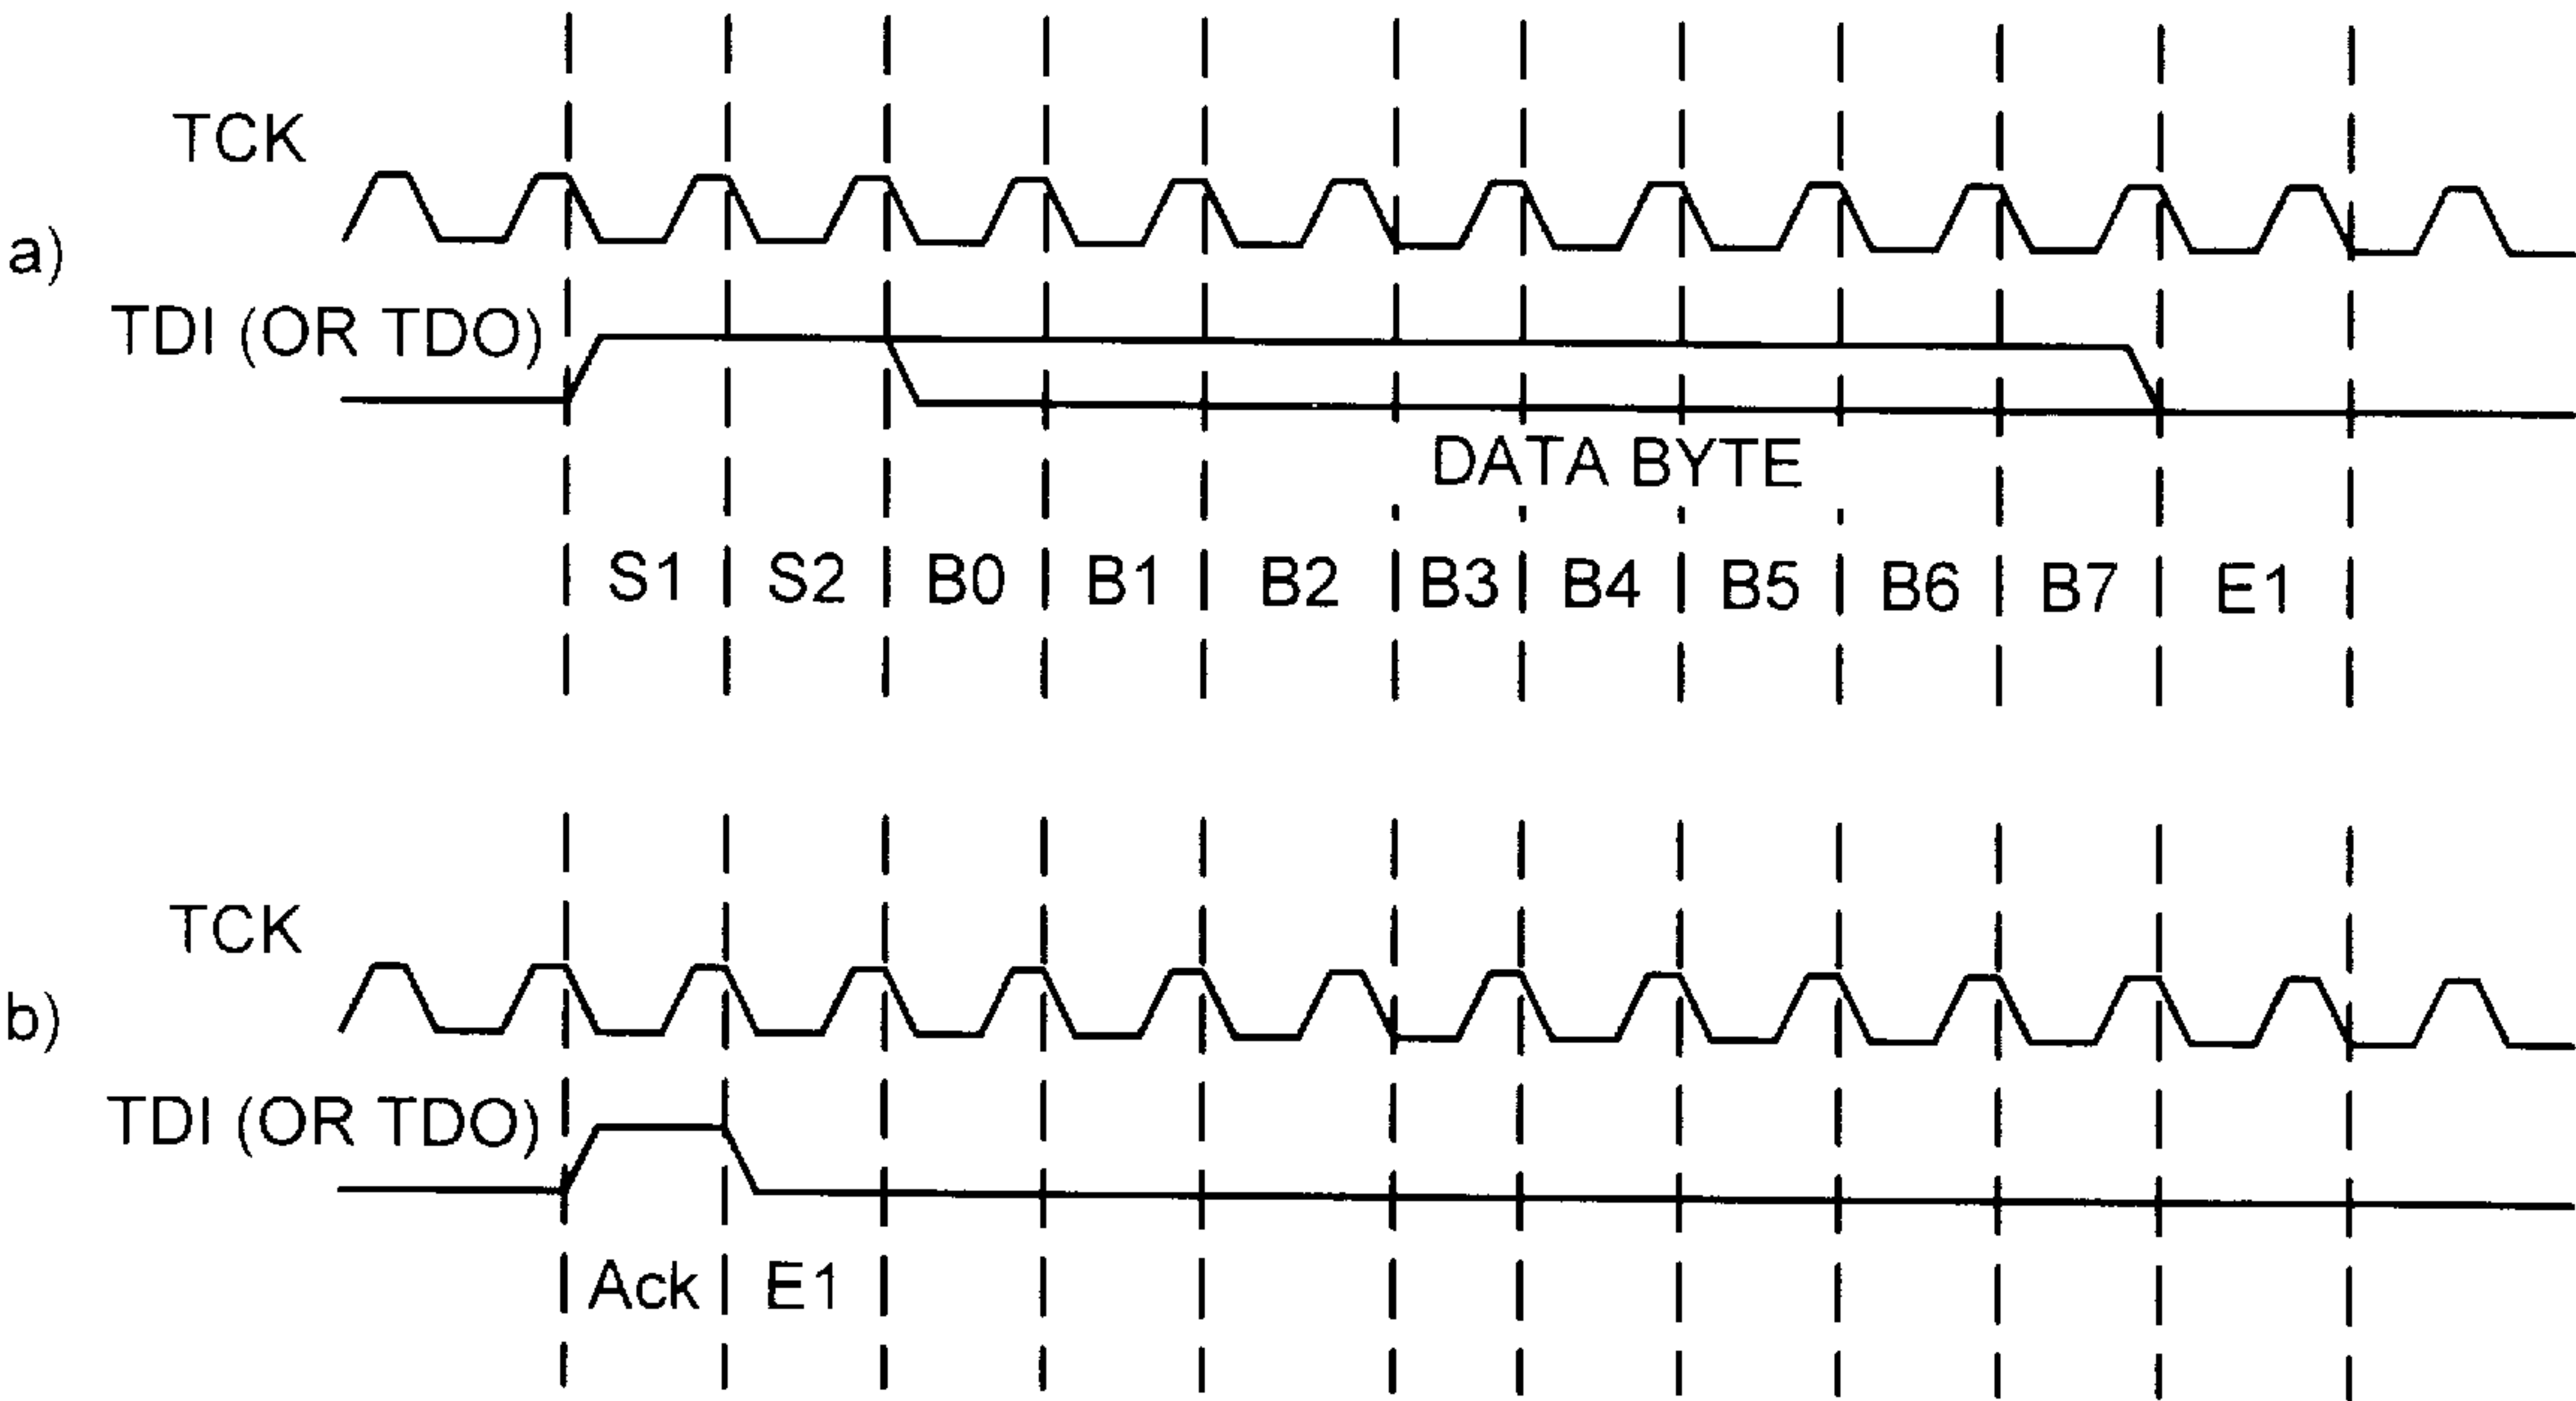 TCK
a)
TDI (OR TDO)
DATA BYTE
S1 S2 B0 B1 B2 B3 B4 B5 B6 B7 E1
TCK
b)
TDI (OR TDO)
Ack E1